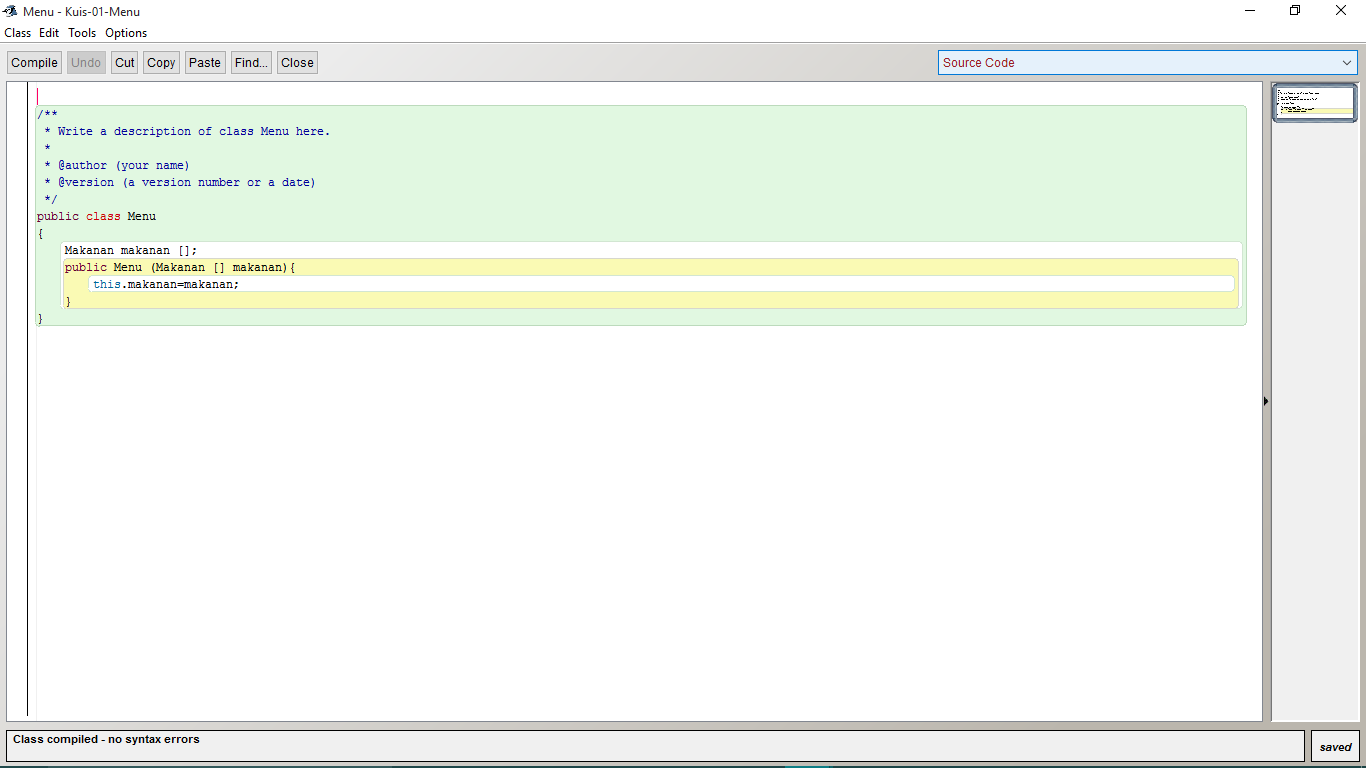 Menu - Kuis-01-Menu
Class Edit Tools Options
Compile Undo Cut Copy Paste Find... Close Source Code
/**
 * Write a description of class Menu here.
 *
 * @author (your name)
 * @version (a version number or a date)
 */
public class Menu
{
    Makanan makanan [];
    public Menu (Makanan [] makanan){
        this.makanan=makanan;
    }
}
Class compiled - no syntax errors
saved